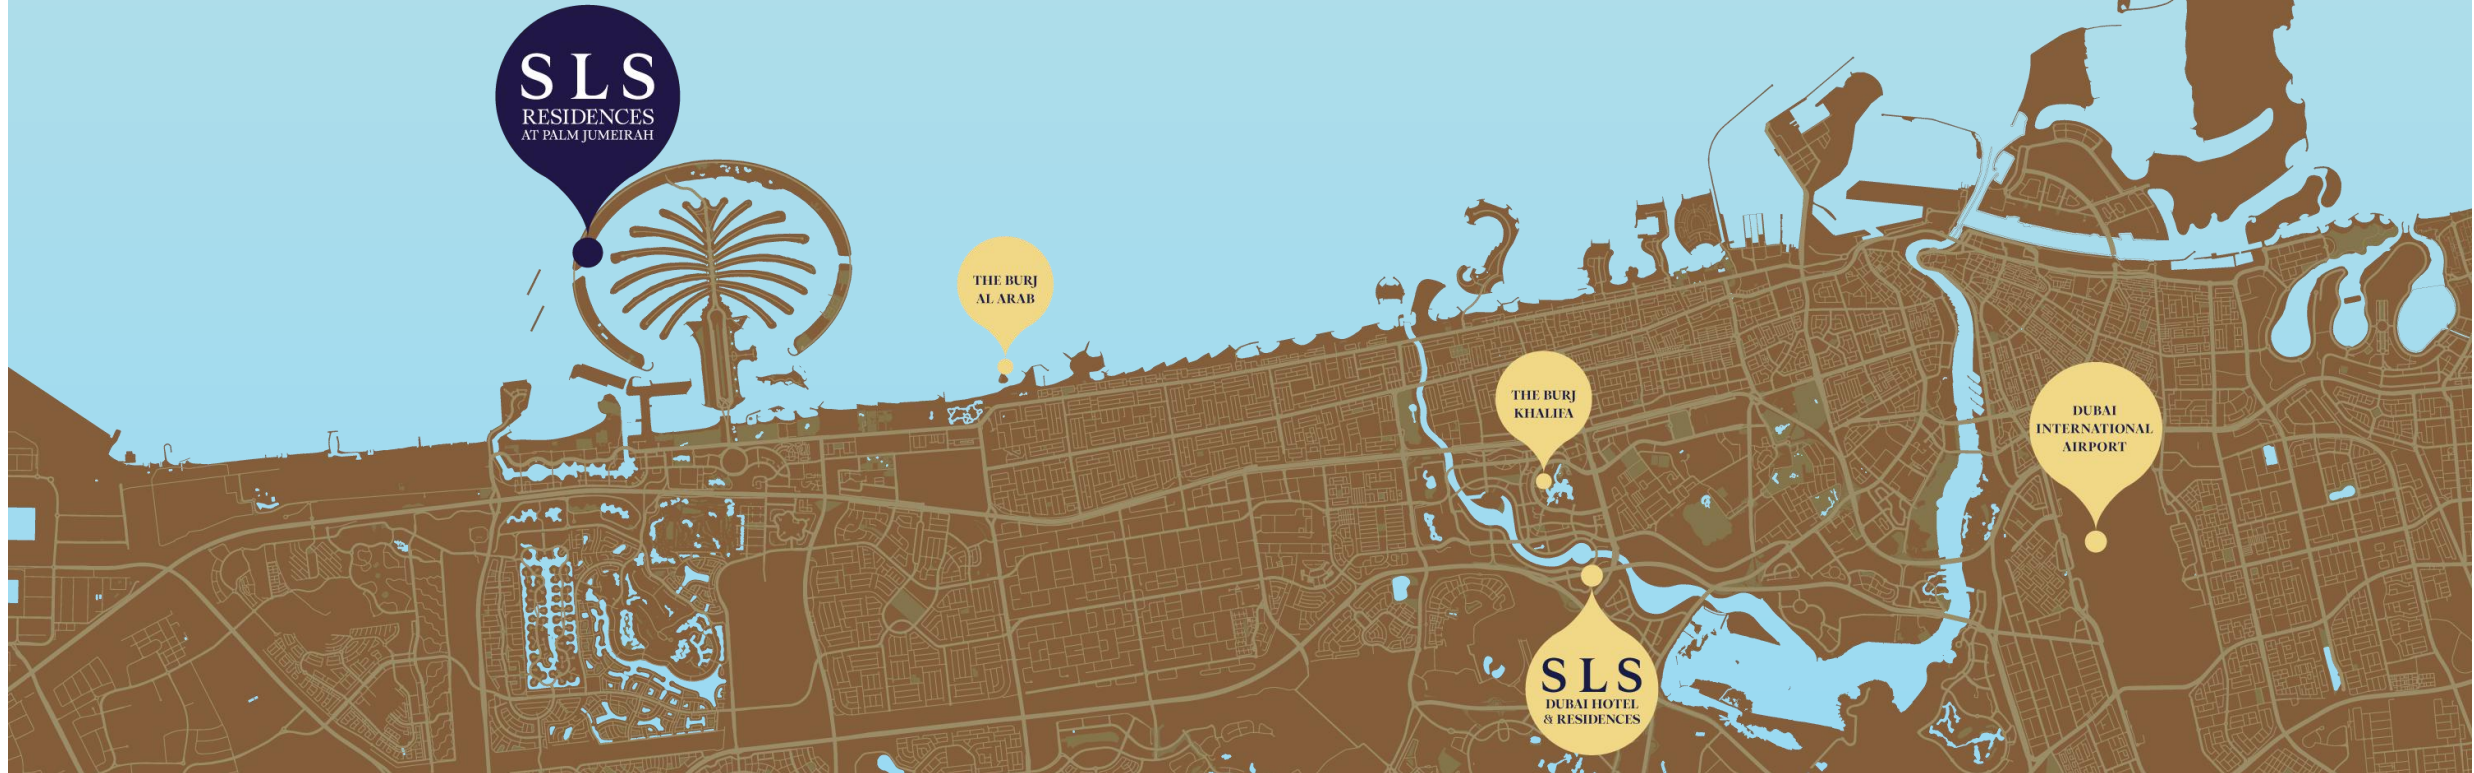 SLS
RESIDENCES
AT PALM JUMEIRAH
THE BURJ
AL ARAB
THE BURJ
KHALIFA
DUBAI
INTERNATIONAL
AIRPORT
SLS
DUBAI HOTEL
& RESIDENCES